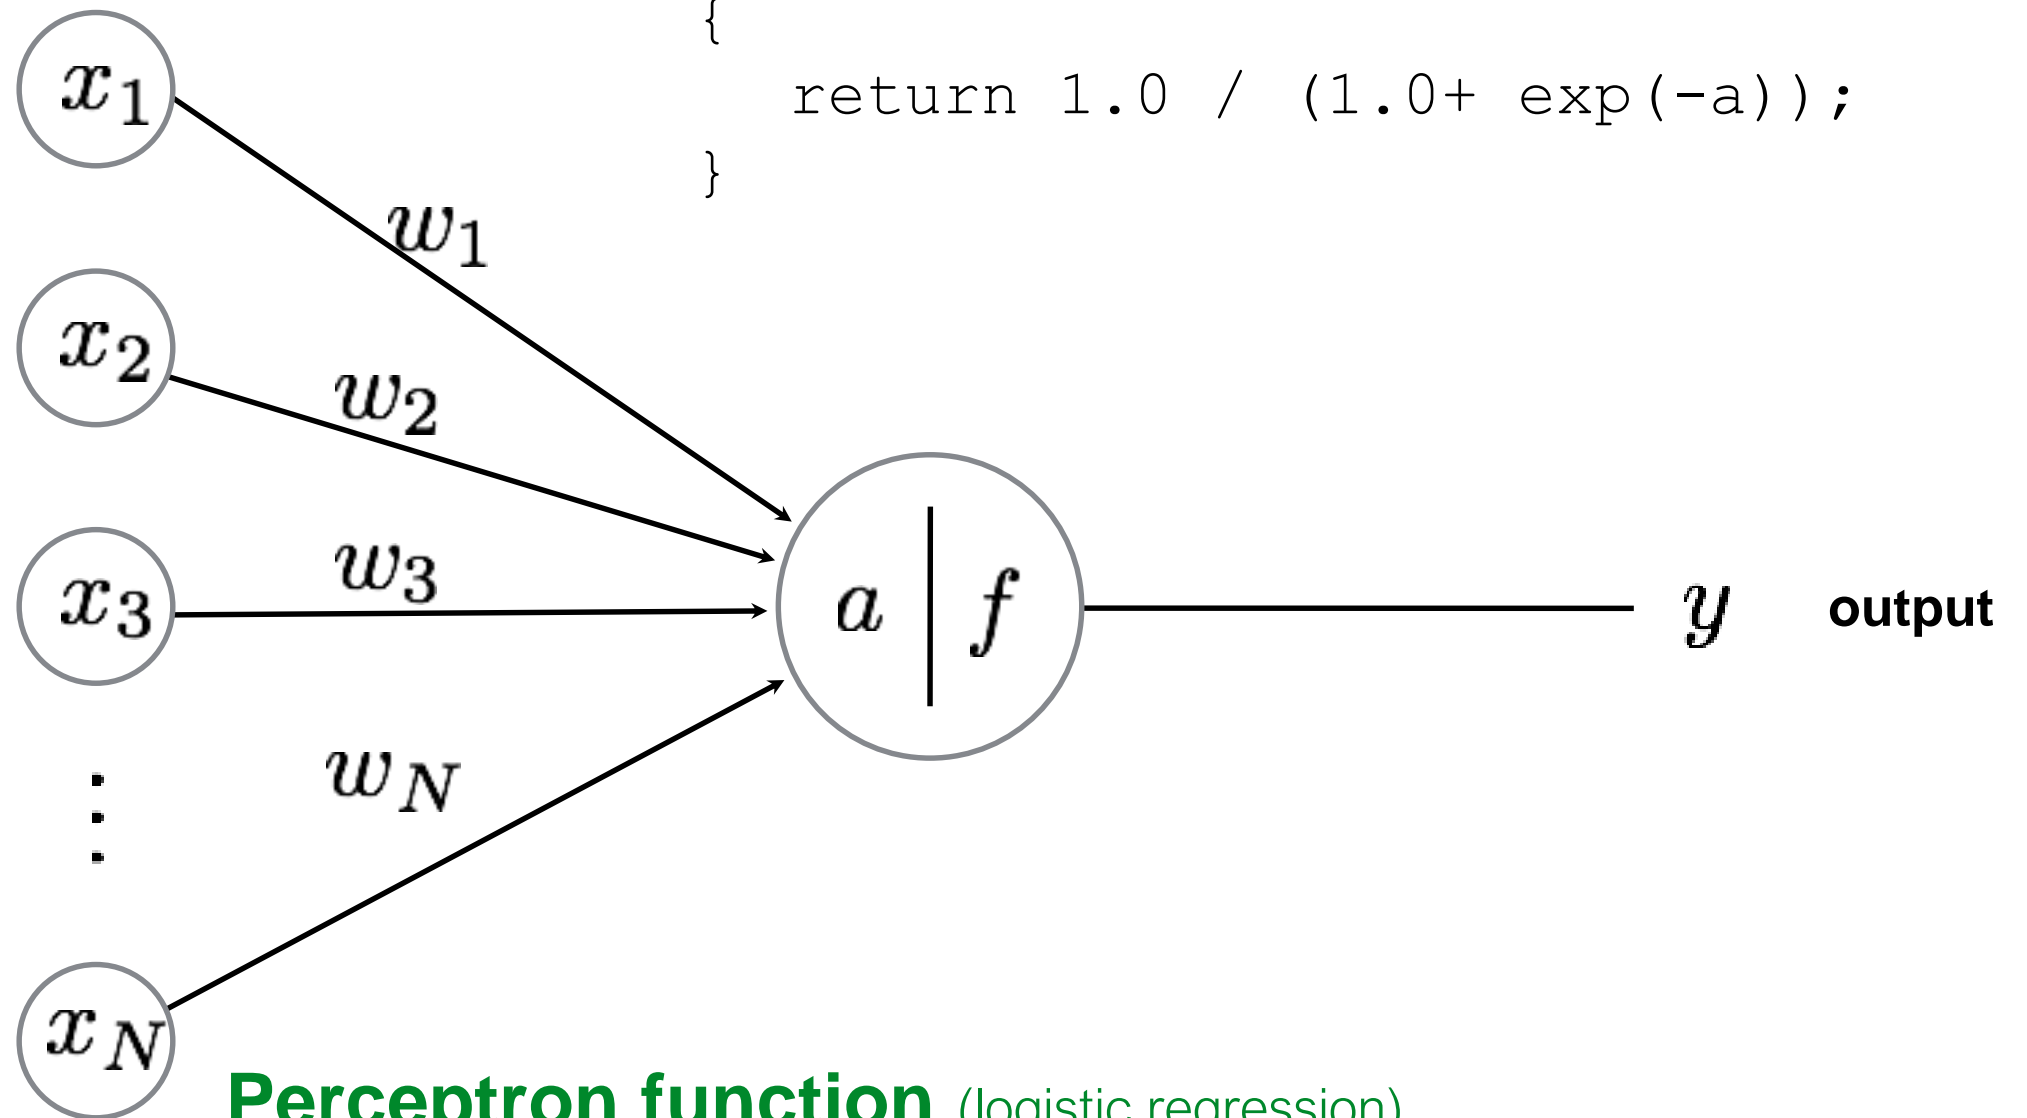 {
return 1.0 / (1.0+ exp(-a));
}
x1
w1
x2
w2
x3
w3
a | f
y output
⋮
wN
xN
Perceptron function (logistic regression)